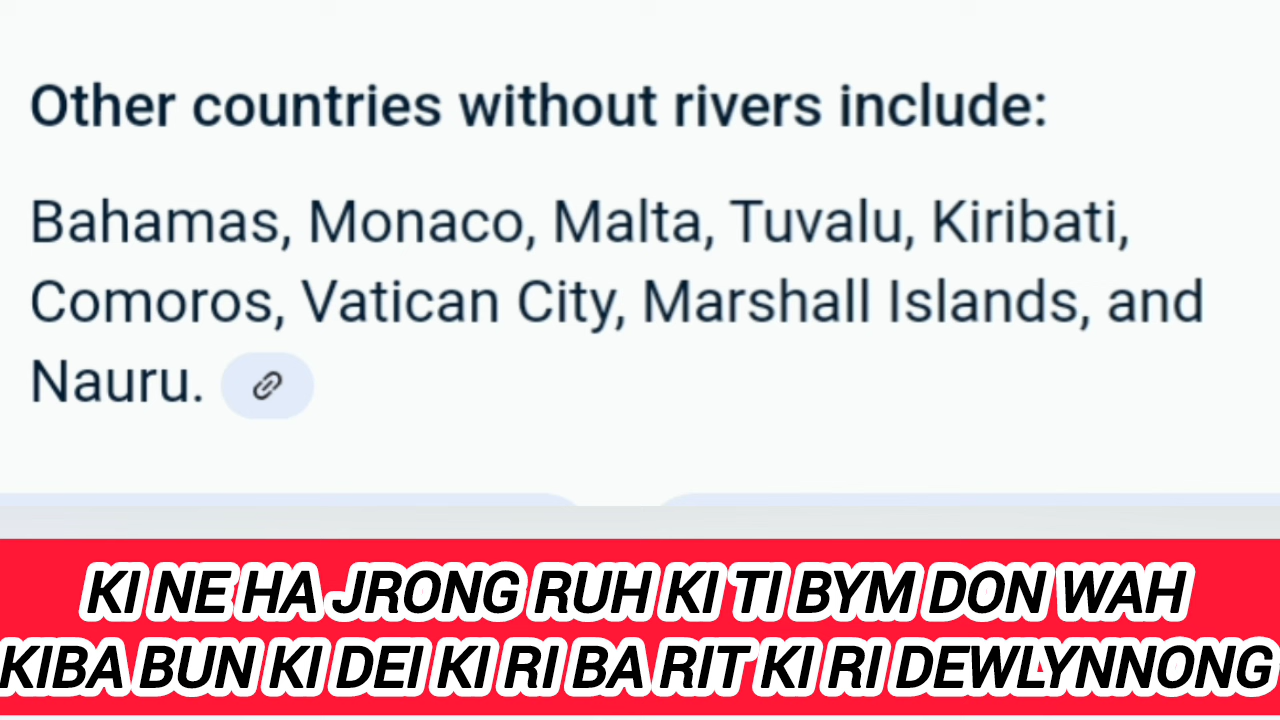 Other countries without rivers include:
Bahamas, Monaco, Malta, Tuvalu, Kiribati,
Comoros, Vatican City, Marshall Islands, and
Nauru.
KI NE HA JRONG RUH KI TI BYM DON WAH
KIBA BUN KI DEI KI RI BA RIT KI RI DEWLYNNONG